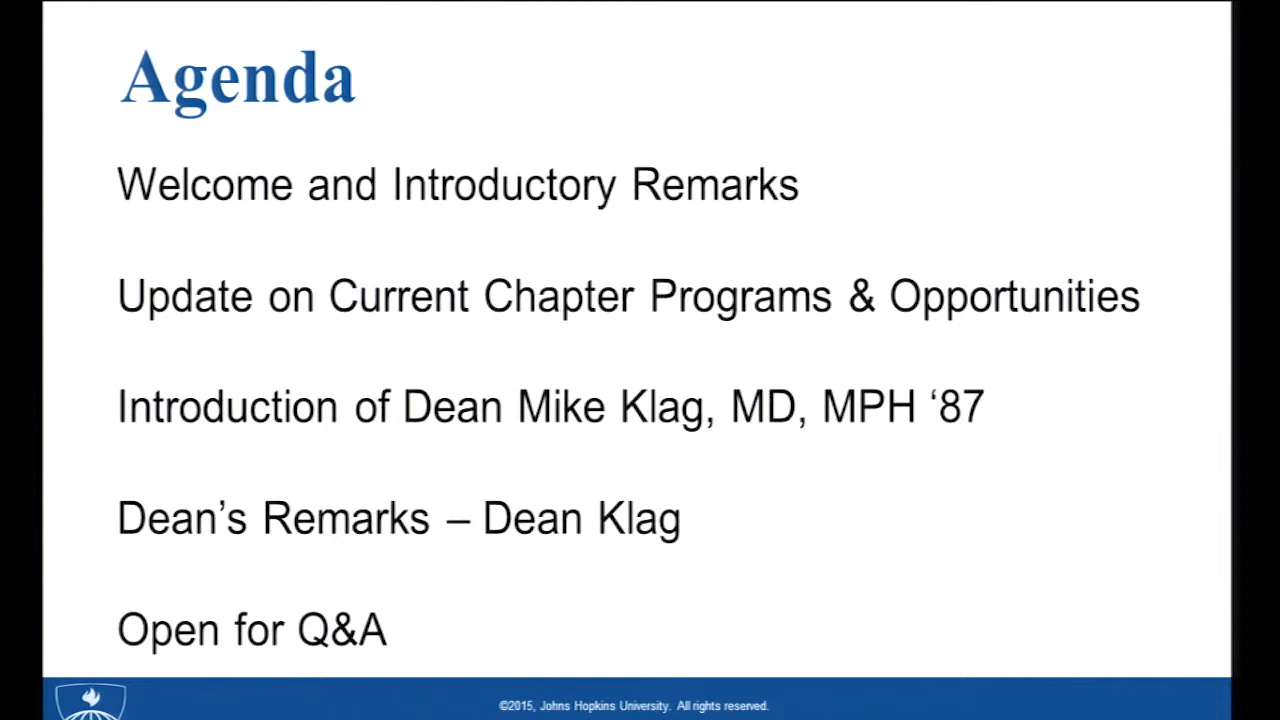 Agenda
Welcome and Introductory Remarks
Update on Current Chapter Programs & Opportunities
Introduction of Dean Mike Klag, MD, MPH ‘87
Dean’s Remarks – Dean Klag
Open for Q&A
©2015, Johns Hopkins University. All rights reserved.